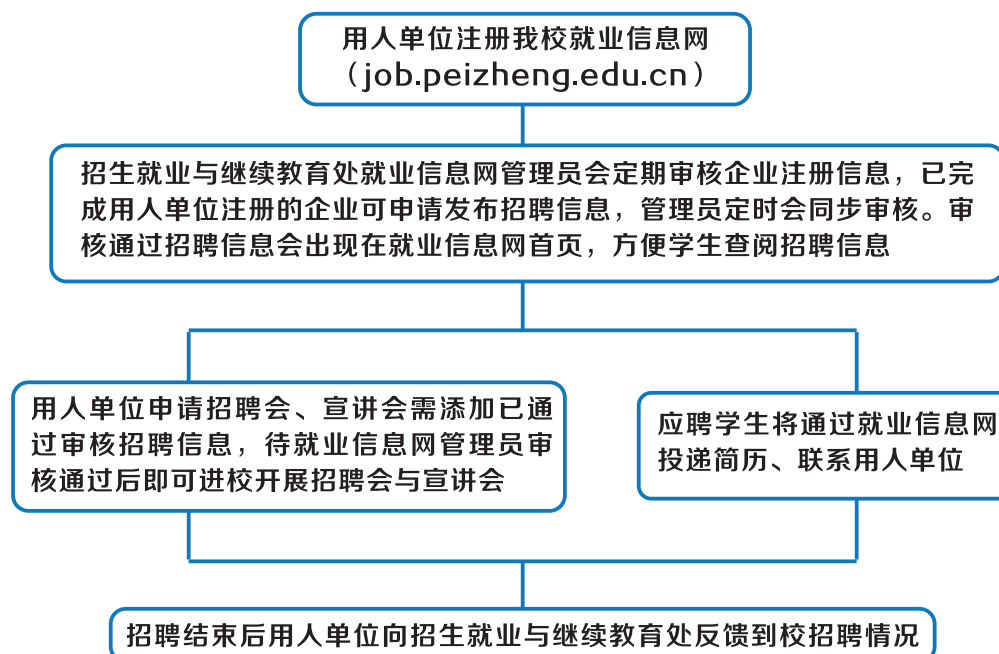 用人单位注册我校就业信息网
（job.peizheng.edu.cn）
招生就业与继续教育处就业信息网管理员会定期审核企业注册信息，已完
成用人单位注册的企业可申请发布招聘信息，管理员定时会同步审核。审
核通过招聘信息会出现在就业信息网首页，方便学生查阅招聘信息
用人单位申请招聘会、宣讲会需添加已通
过审核招聘信息，待就业信息网管理员审
核通过后即可进校开展招聘会与宣讲会
应聘学生将通过就业信息网
投递简历、联系用人单位
招聘结束后用人单位向招生就业与继续教育处反馈到校招聘情况